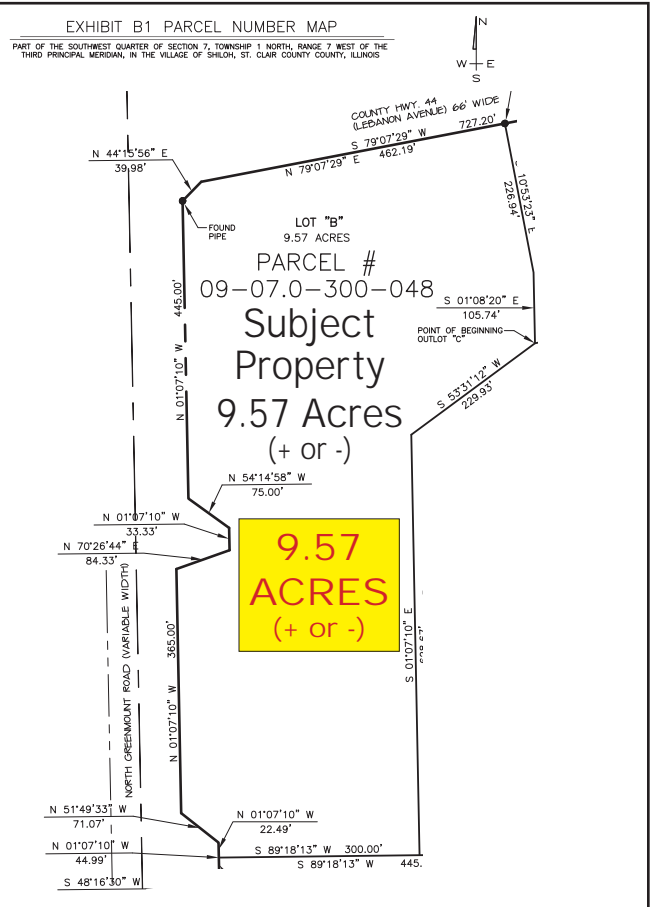 EXHIBIT B1 PARCEL NUMBER MAP
PART OF THE SOUTHWEST QUARTER OF SECTION 7, TOWNSHIP 1 NORTH, RANGE 7 WEST OF THE
THIRD PRINCIPAL MERIDIAN, IN THE VILLAGE OF SHILOH, ST. CLAIR COUNTY COUNTY, ILLINOIS
N
W E
S
COUNTY HWY. 44
(LEBANON AVENUE) 66' WIDE
S 79°07'29" W 727.20'
N 79°07'29" E 462.19'
N 44°15'56" E
39.98'
10°53'23" E
226.94'
FOUND
PIPE
LOT "B"
9.57 ACRES
PARCEL #
09-07.0-300-048
Subject
Property
9.57 Acres
(+ or -)
S 01°08'20" E
105.74'
POINT OF BEGINNING
OUTLOT "C"
S 53°31'12" W
229.93'
N 01°07'10" W 445.00'
N 54°14'58" W
75.00'
N 01°07'10" W
33.33'
N 70°26'44" E
84.33'
9.57
ACRES
(+ or -)
S 01°07'10" E
NORTH GREENMOUNT ROAD (VARIABLE WIDTH)
N 01°07'10" W 365.00'
N 51°49'33" W
71.07'
N 01°07'10" W
22.49'
N 01°07'10" W
44.99'
S 89°18'13" W 300.00'
S 89°18'13" W 445.
S 48°16'30" W